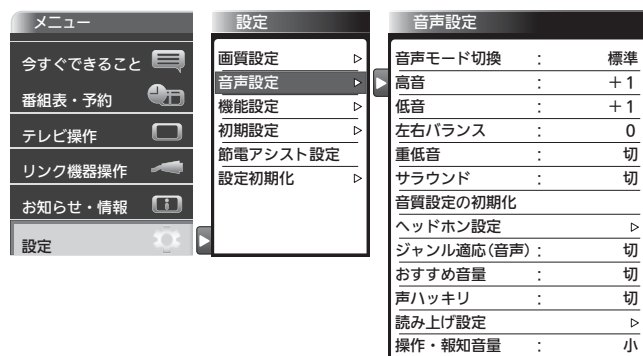 メニュー
今すぐできること
番組表・予約
テレビ操作
リンク機器操作
お知らせ・情報
設定
設定
画質設定
音声設定
機能設定
初期設定
節電アシスト設定
設定初期化
音声設定
音声モード切換 : 標準
高音 : +1
低音 : +1
左右バランス : 0
重低音 : 切
サラウンド : 切
音質設定の初期化
ヘッドホン設定
ジャンル適応(音声) : 切
おすすめ音量 : 切
声ハッキリ : 切
読み上げ設定
操作・報知音量 : 小